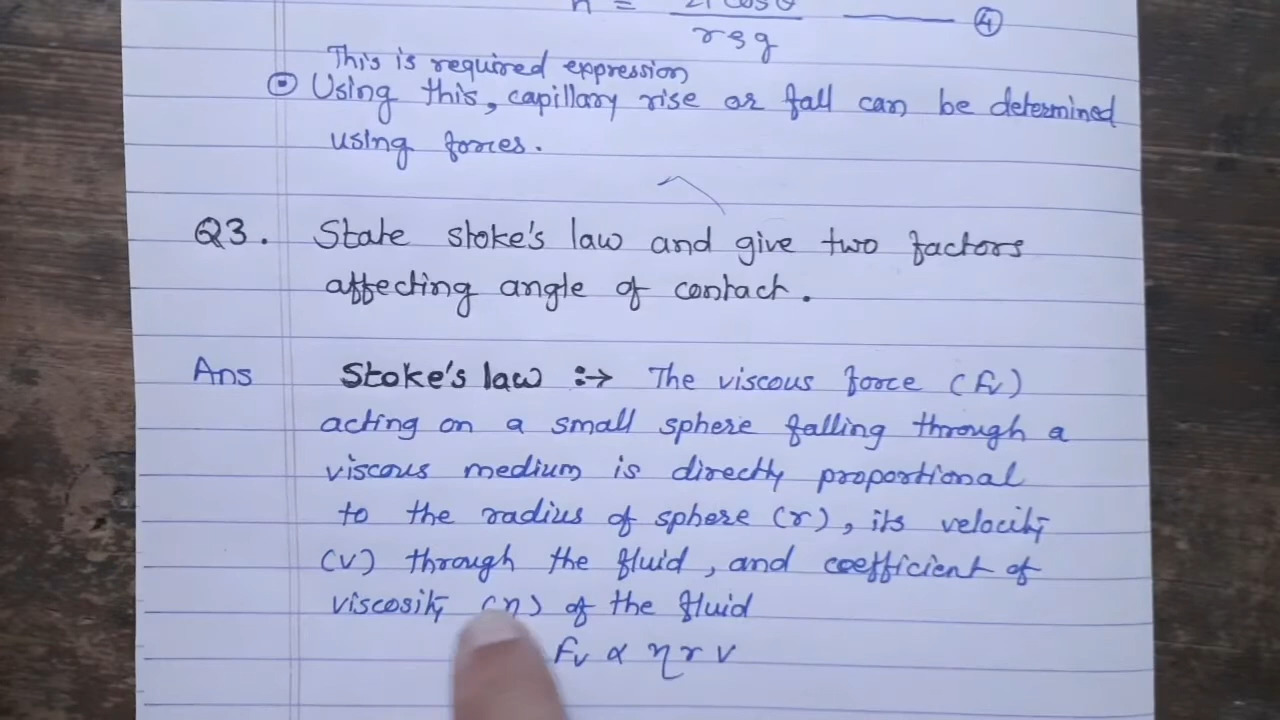 h = 2T cosθ / r ρ g ——— ④
This is required expression
⊙ Using this, capillary rise or fall can be determined
using forces.
Q3. State stoke's law and give two factors
affecting angle of contact.
Ans Stoke's law :→ The viscous force (Fv)
acting on a small sphere falling through a
viscous medium is directly proportional
to the radius of sphere (r), its velocity
(v) through the fluid, and coefficient of
viscosity (η) of the fluid
Fv ∝ η r v